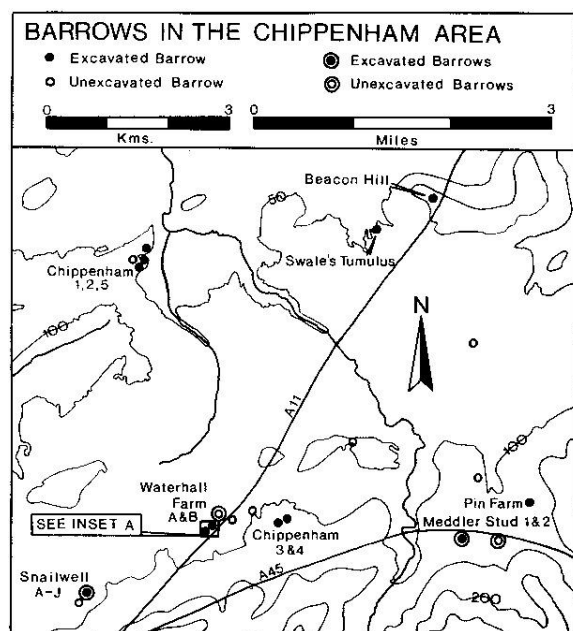 BARROWS IN THE CHIPPENHAM AREA
Excavated Barrow
Excavated Barrows
Unexcavated Barrow
Unexcavated Barrows
0 3
0 3
Kms.
Miles
Beacon Hill
50
Swale's Tumulus
Chippenham
1,2,5
100
N
A11
100
Waterhall
Farm
A&B
SEE INSET A
Chippenham
3&4
Pin Farm
Meddler Stud 1&2
A45
Snailwell
A-J
200